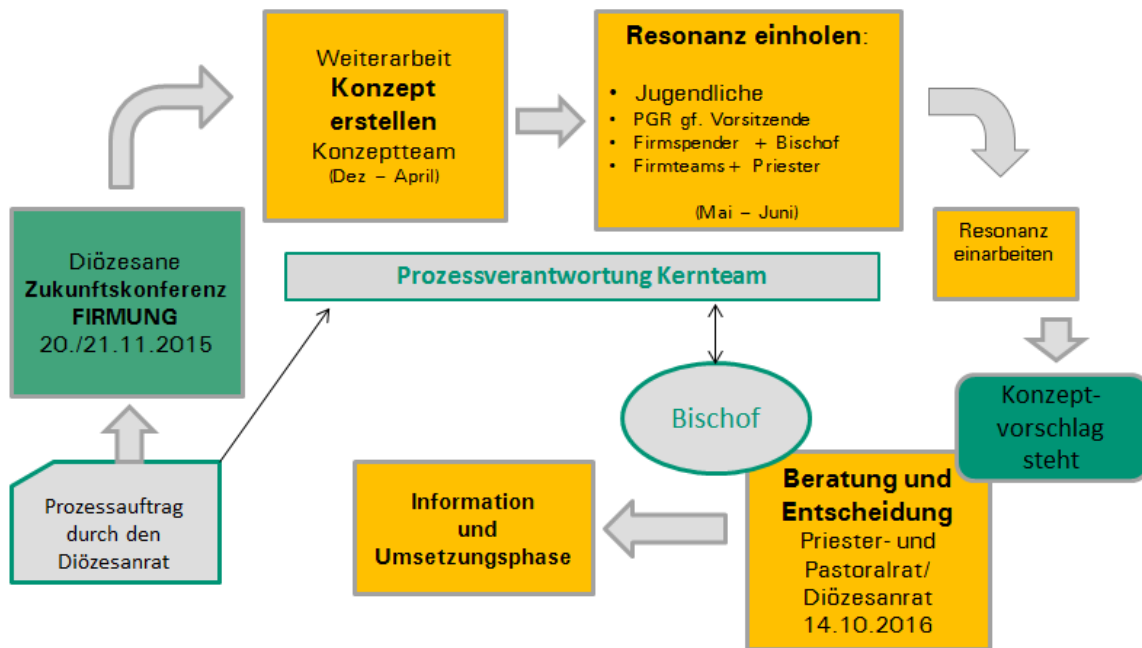 Prozessauftrag
durch den
Diözesanrat
Diözesane
Zukunftskonferenz
FIRMUNG
20./21.11.2015
Weiterarbeit
Konzept
erstellen
Konzeptteam
(Dez – April)
Resonanz einholen:
• Jugendliche
• PGR gf. Vorsitzende
• Firmspender + Bischof
• Firmteams + Priester
(Mai – Juni)
Resonanz
einarbeiten
Konzept-
vorschlag
steht
Prozessverantwortung Kernteam
Bischof
Beratung und
Entscheidung
Priester- und
Pastoralrat/
Diözesanrat
14.10.2016
Information
und
Umsetzungsphase